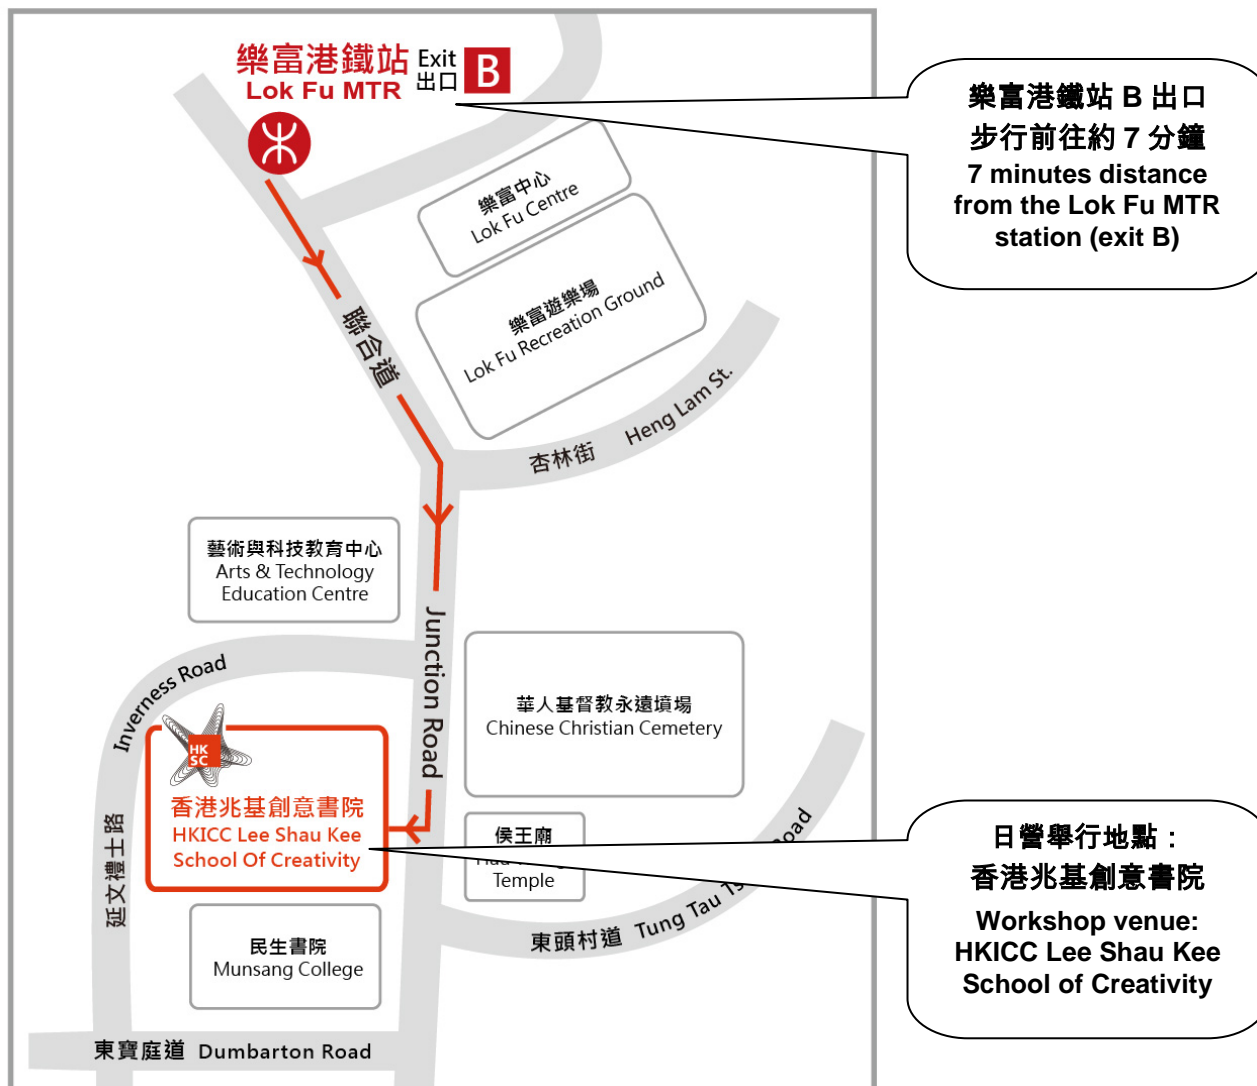 樂富港鐵站
Lok Fu MTR
Exit
出口
B
樂富港鐵站 B 出口
步行前往約 7 分鐘
7 minutes distance
from the Lok Fu MTR
station (exit B)
樂富中心
Lok Fu Centre
樂富遊樂場
Lok Fu Recreation Ground
聯合道
杏林街 Heng Lam St.
藝術與科技教育中心
Arts & Technology
Education Centre
Junction Road
Inverness Road
華人基督教永遠墳場
Chinese Christian Cemetery
HK
SC
香港兆基創意書院
HKICC Lee Shau Kee
School Of Creativity
侯王廟
Temple
延文禮士路
東頭村道 Tung Tau Road
日營舉行地點：
香港兆基創意書院
Workshop venue:
HKICC Lee Shau Kee
School of Creativity
民生書院
Munsang College
東寶庭道 Dumbarton Road